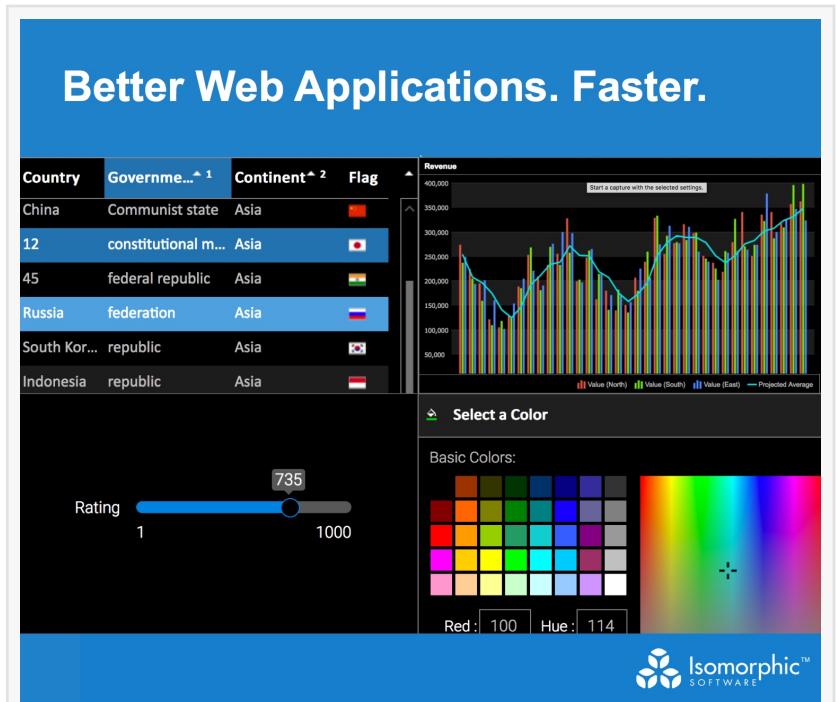 Better Web Applications. Faster.
Country Governme... 1 Continent 2 Flag
China Communist state Asia
12 constitutional m... Asia
45 federal republic Asia
Russia federation Asia
South Kor... republic Asia
Indonesia republic Asia
Revenue
Start a capture with the selected settings.
400,000
350,000
300,000
250,000
200,000
150,000
100,000
50,000
Value (North) Value (South) Value (East) Projected Average
735
Rating
1 1000
Select a Color
Basic Colors:
Red : 100 Hue : 114
Isomorphic™
SOFTWARE